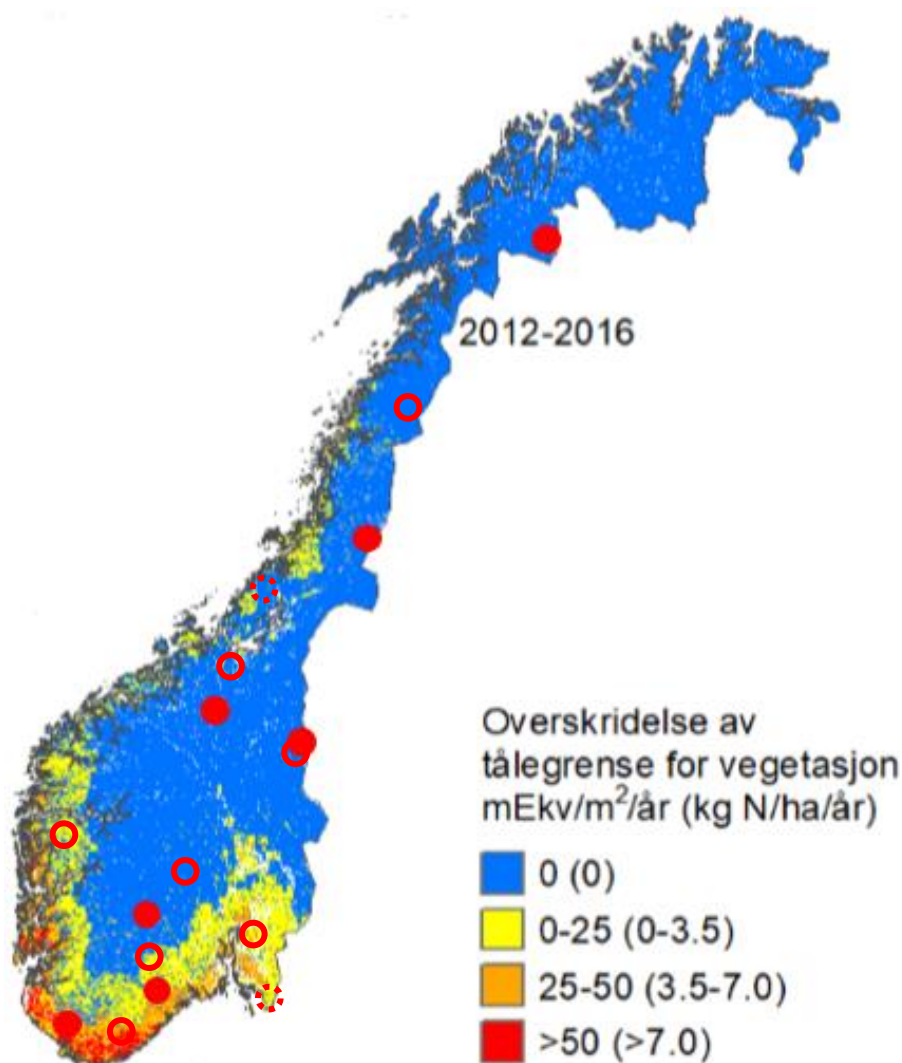 2012-2016
Overskridelse av
tålegrense for vegetasjon
mEkv/m²/år (kg N/ha/år)
0 (0)
0-25 (0-3.5)
25-50 (3.5-7.0)
>50 (>7.0)